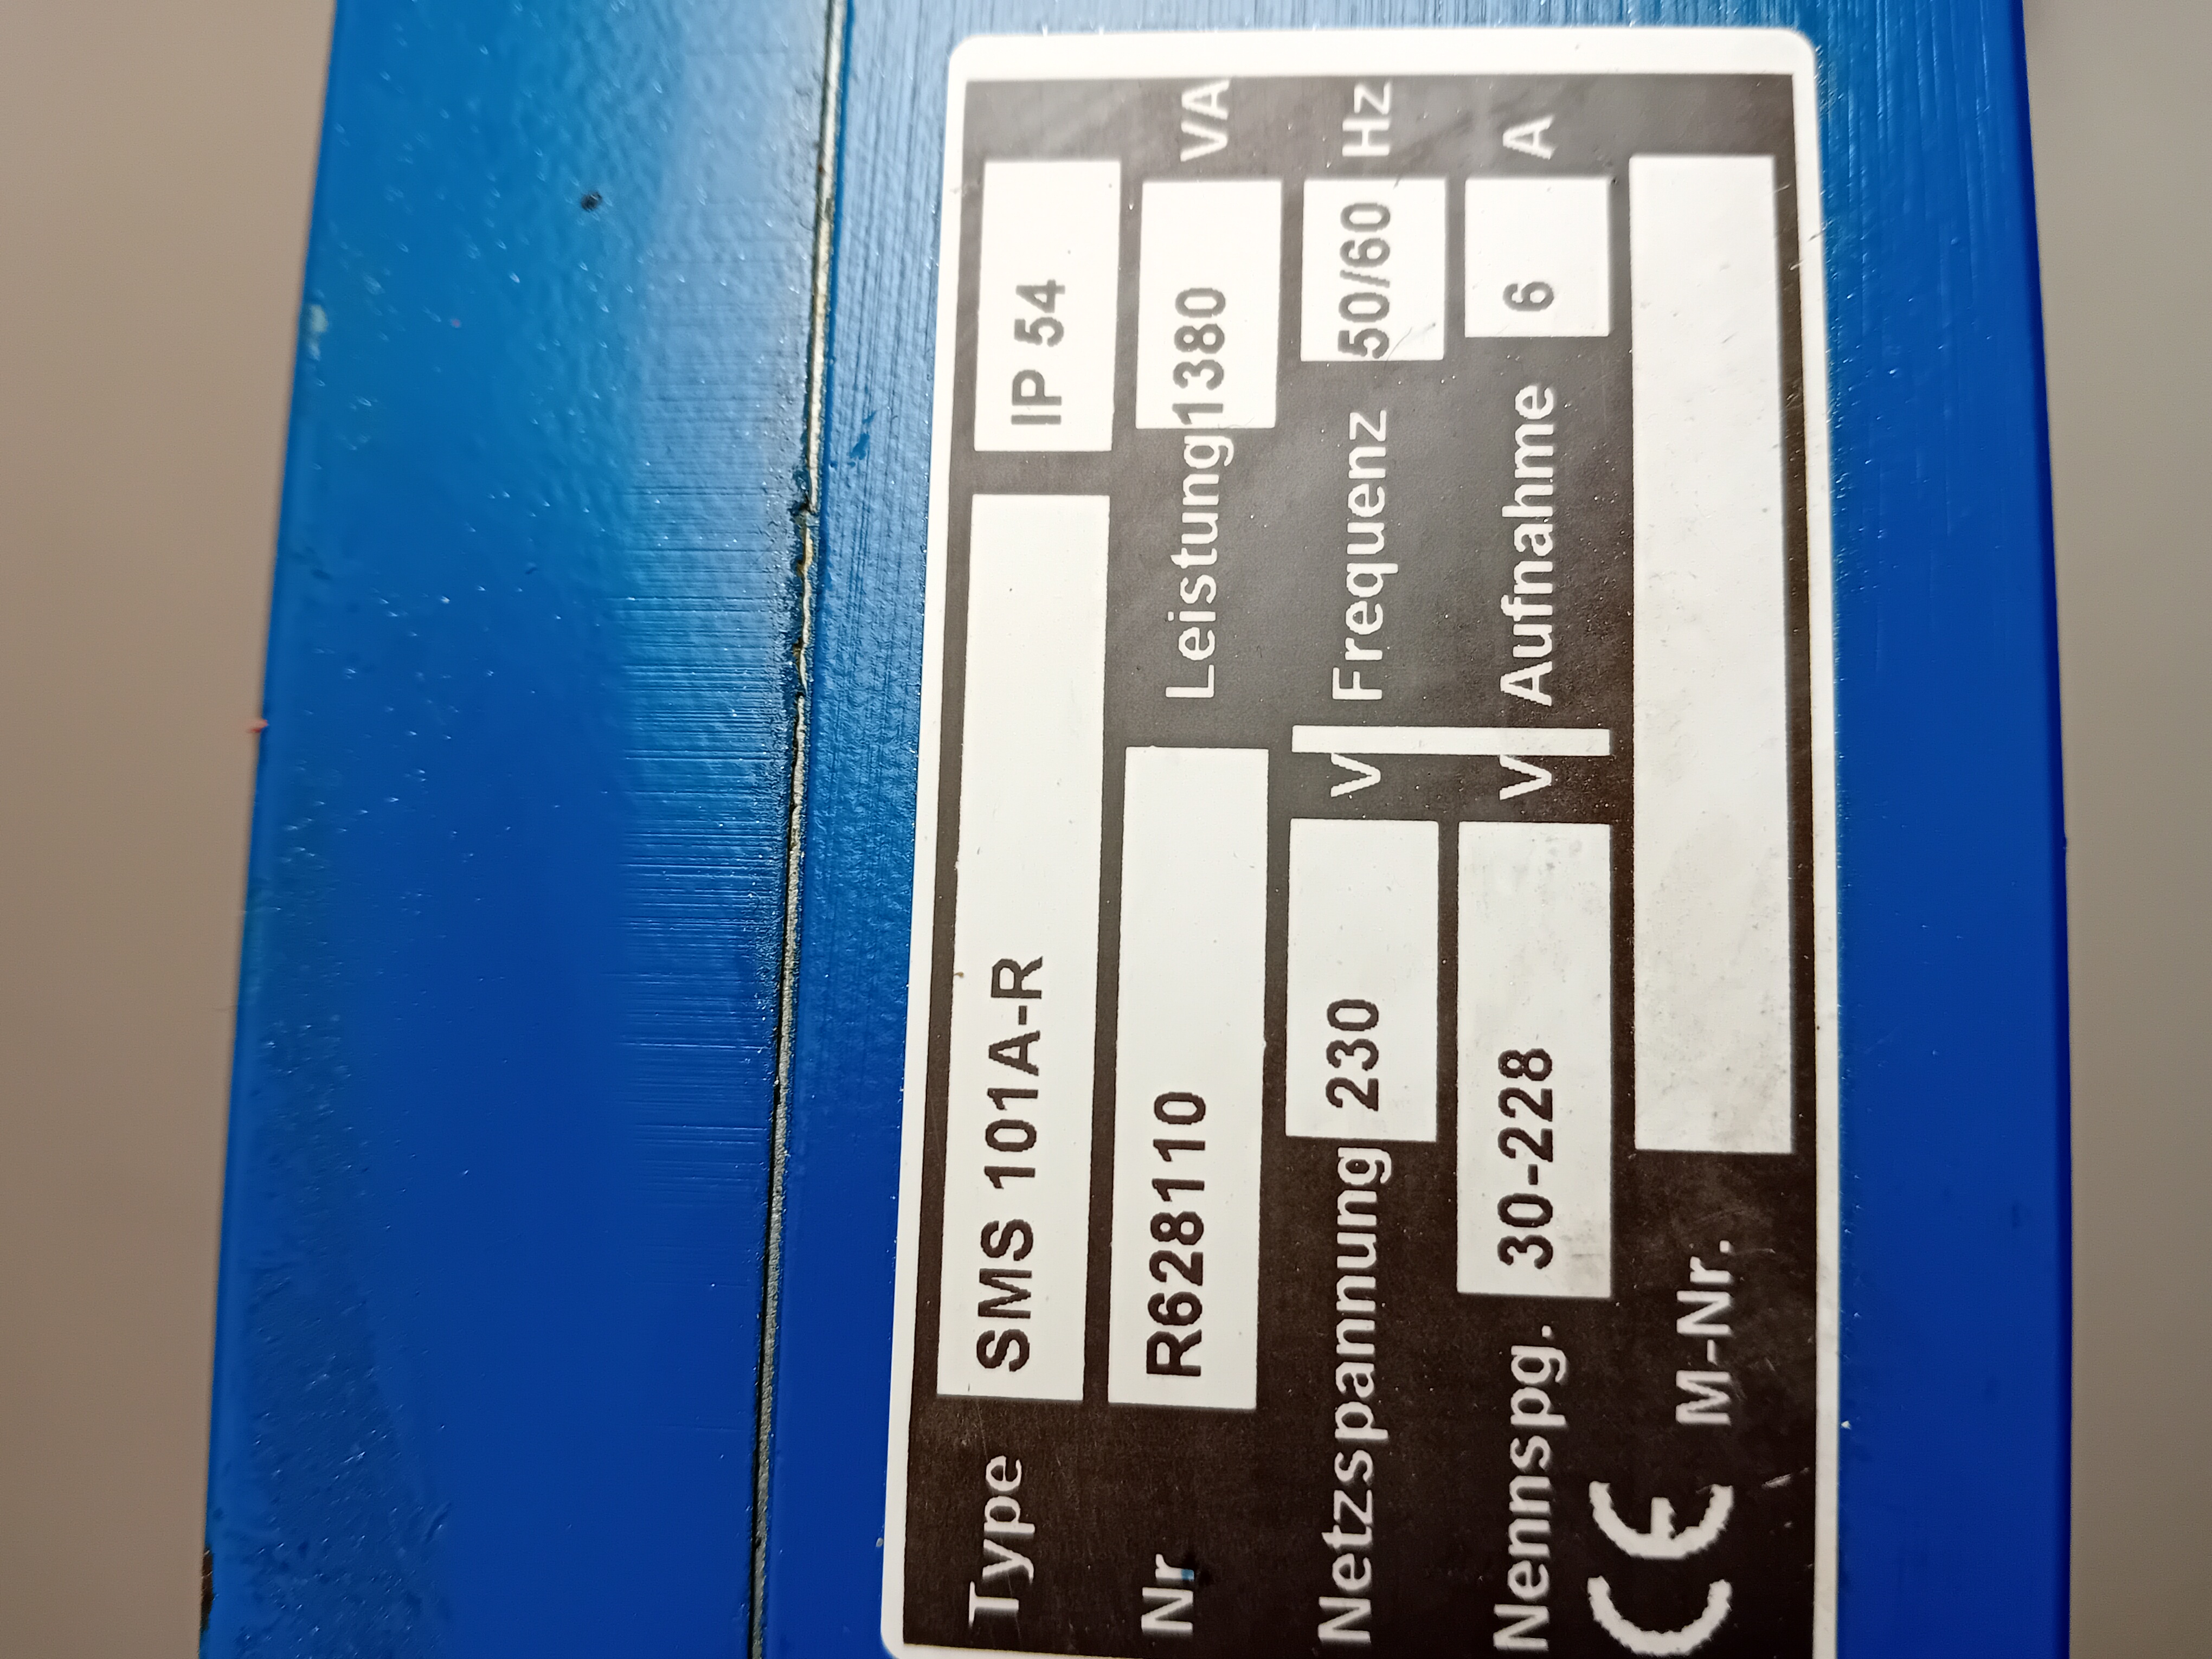 Type SMS 101A-R IP 54
Nr R628110 Leistung 1380 VA
Netzspannung 230 V Frequenz 50/60 Hz
Nennspg. 30-228 V Aufnahme 6 A
CE M-Nr.